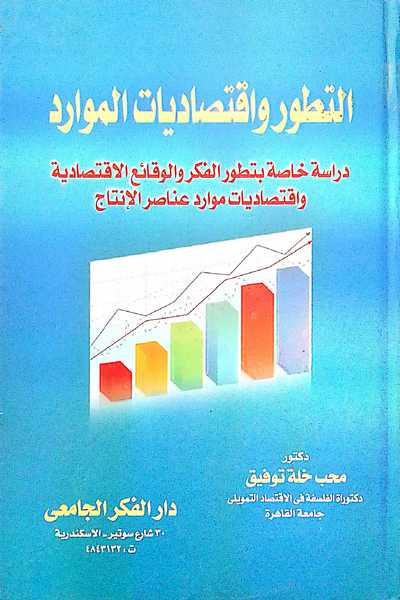 التطور واقتصاديات الموارد
دراسة خاصة بتطور الفكر والوقائع الاقتصادية
واقتصاديات موارد عناصر الإنتاج
دكتور
محب خلة توفيق
دكتوراة الفلسفة فى الاقتصاد التمويلى
جامعة القاهرة
دار الفكر الجامعى
٣٠ شارع سوتير - الاسكندرية
ت : ٤٨٤٣١٣٢